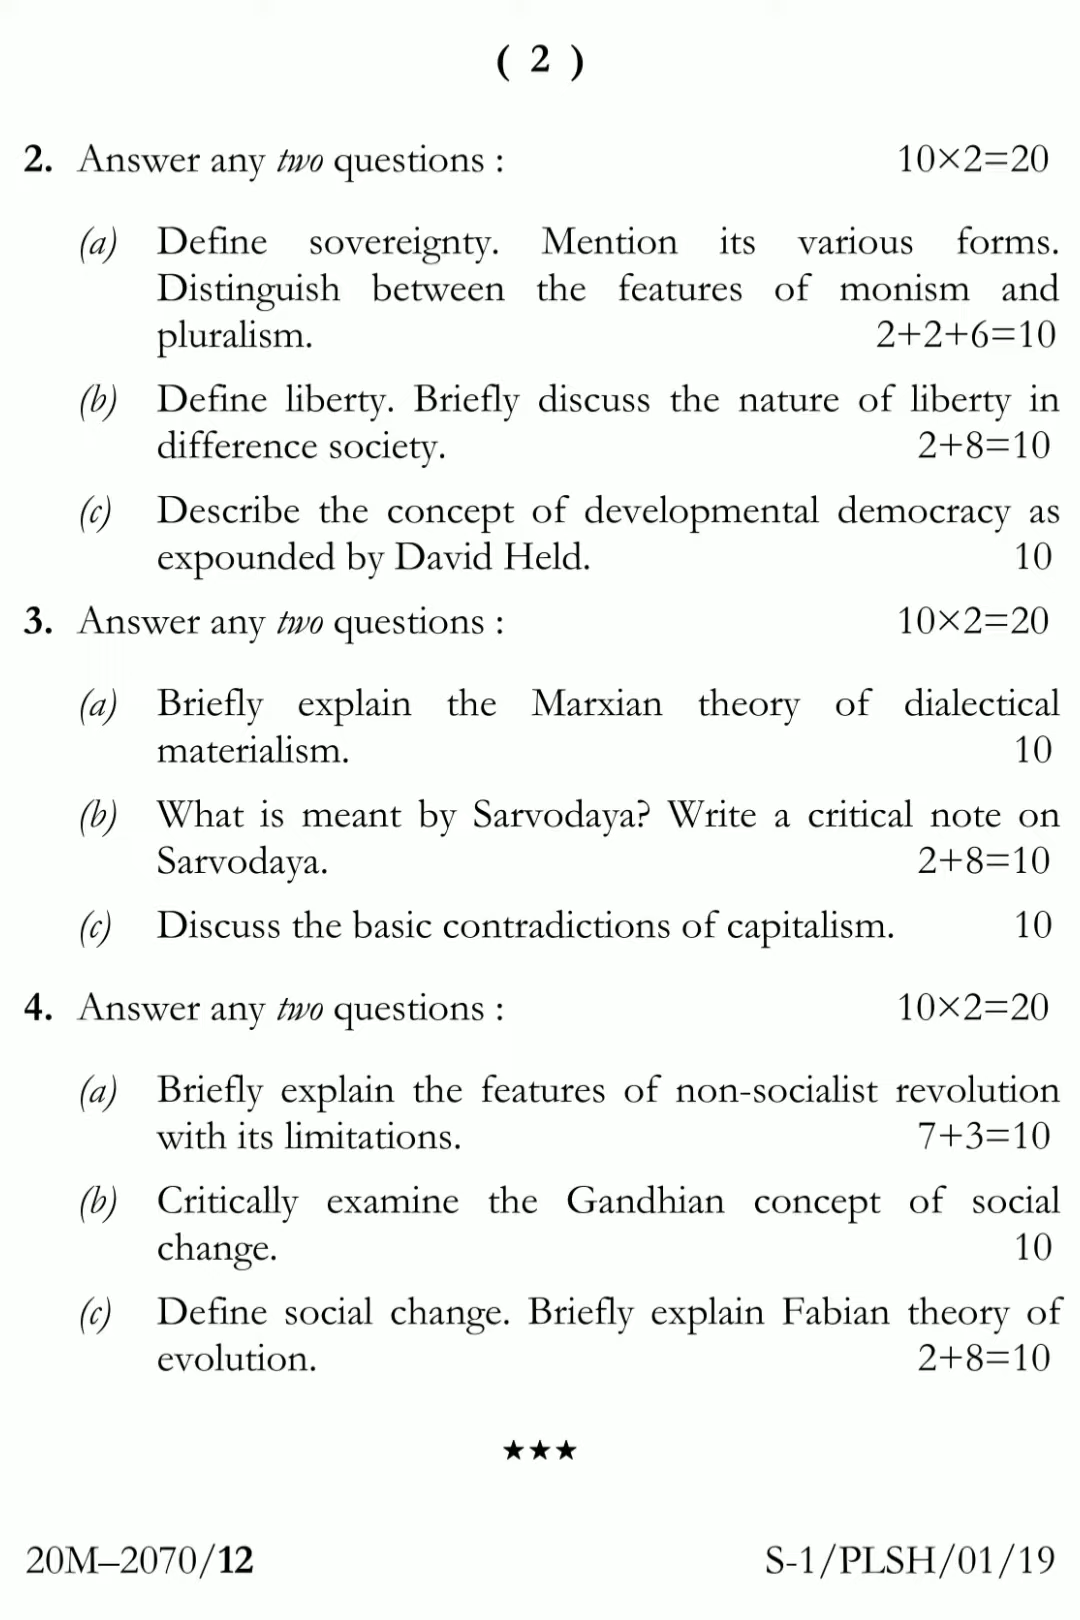 ( 2 )
2. Answer any two questions : 10×2=20
(a) Define sovereignty. Mention its various forms.
Distinguish between the features of monism and
pluralism. 2+2+6=10
(b) Define liberty. Briefly discuss the nature of liberty in
difference society. 2+8=10
(c) Describe the concept of developmental democracy as
expounded by David Held. 10
3. Answer any two questions : 10×2=20
(a) Briefly explain the Marxian theory of dialectical
materialism. 10
(b) What is meant by Sarvodaya? Write a critical note on
Sarvodaya. 2+8=10
(c) Discuss the basic contradictions of capitalism. 10
4. Answer any two questions : 10×2=20
(a) Briefly explain the features of non-socialist revolution
with its limitations. 7+3=10
(b) Critically examine the Gandhian concept of social
change. 10
(c) Define social change. Briefly explain Fabian theory of
evolution. 2+8=10
★★★
20M–2070/12 S-1/PLSH/01/19